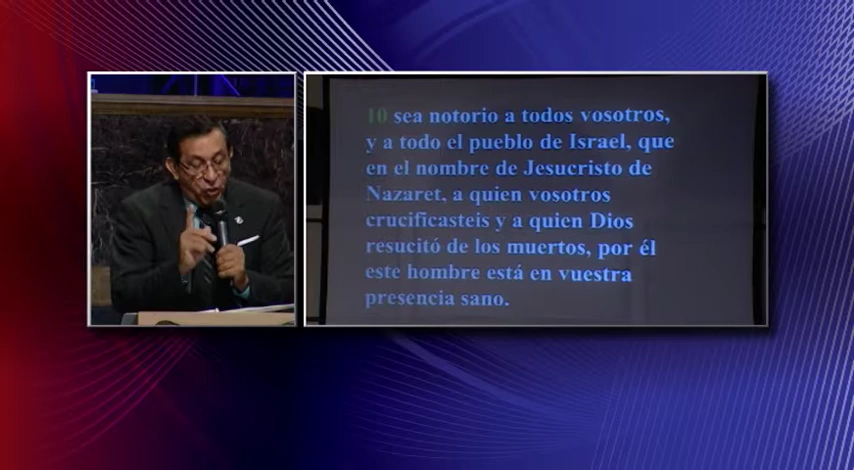 10 sea notorio a todos vosotros,
y a todo el pueblo de Israel, que
en el nombre de Jesucristo de
Nazaret, a quien vosotros
crucificasteis y a quien Dios
resucitó de los muertos, por él
este hombre está en vuestra
presencia sano.